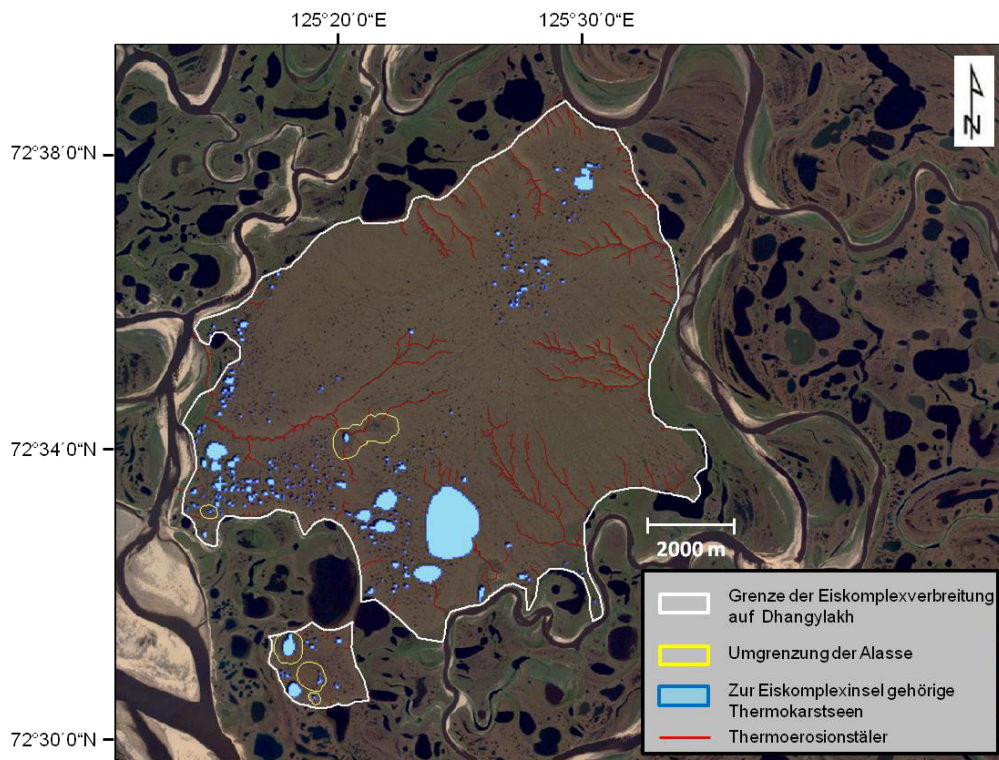 125°20‘0“E 125°30‘0“E
72°38´0“N
72°34´0“N
72°30´0“N
N
2000 m
Grenze der Eiskomplexverbreitung
auf Dhangylakh
Umgrenzung der Alasse
Zur Eiskomplexinsel gehörige
Thermokarstseen
Thermoerosionstäler